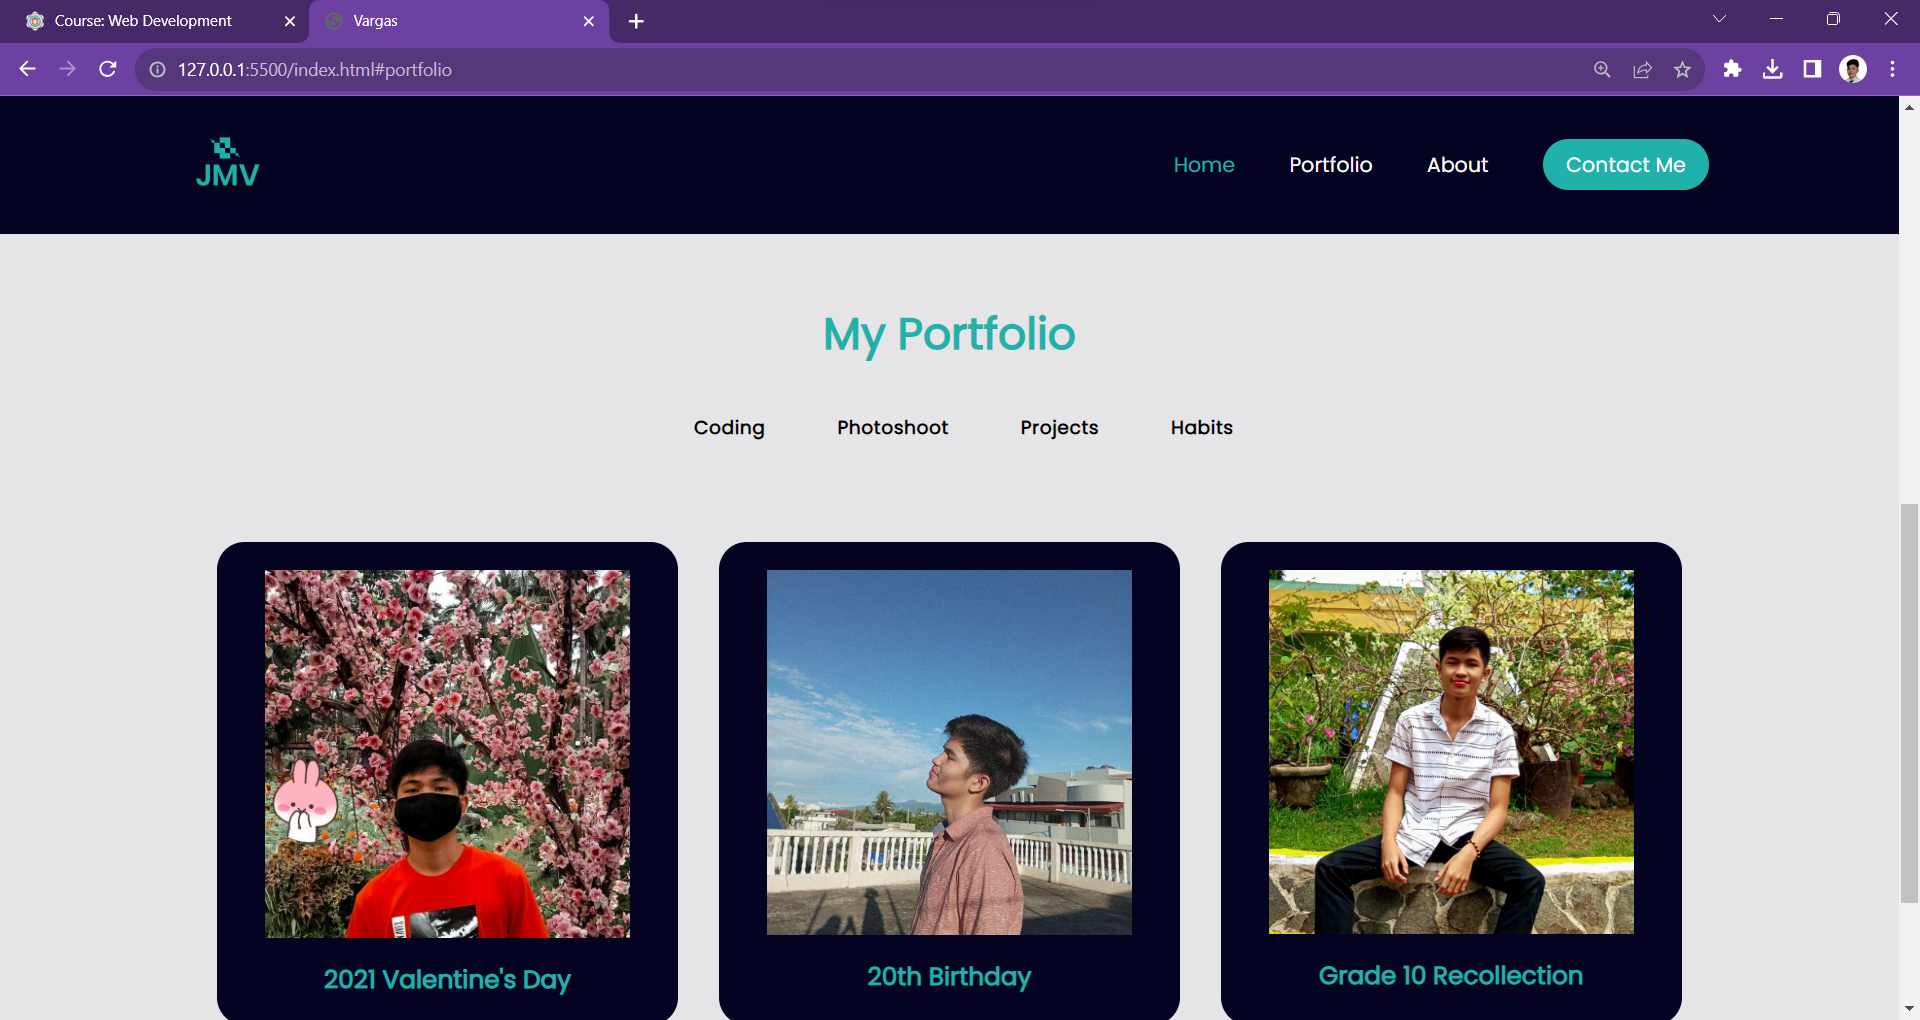 Course: Web Development
Vargas
127.0.0.1:5500/index.html#portfolio
JMV
Home
Portfolio
About
Contact Me
My Portfolio
Coding
Photoshoot
Projects
Habits
2021 Valentine's Day
20th Birthday
Grade 10 Recollection